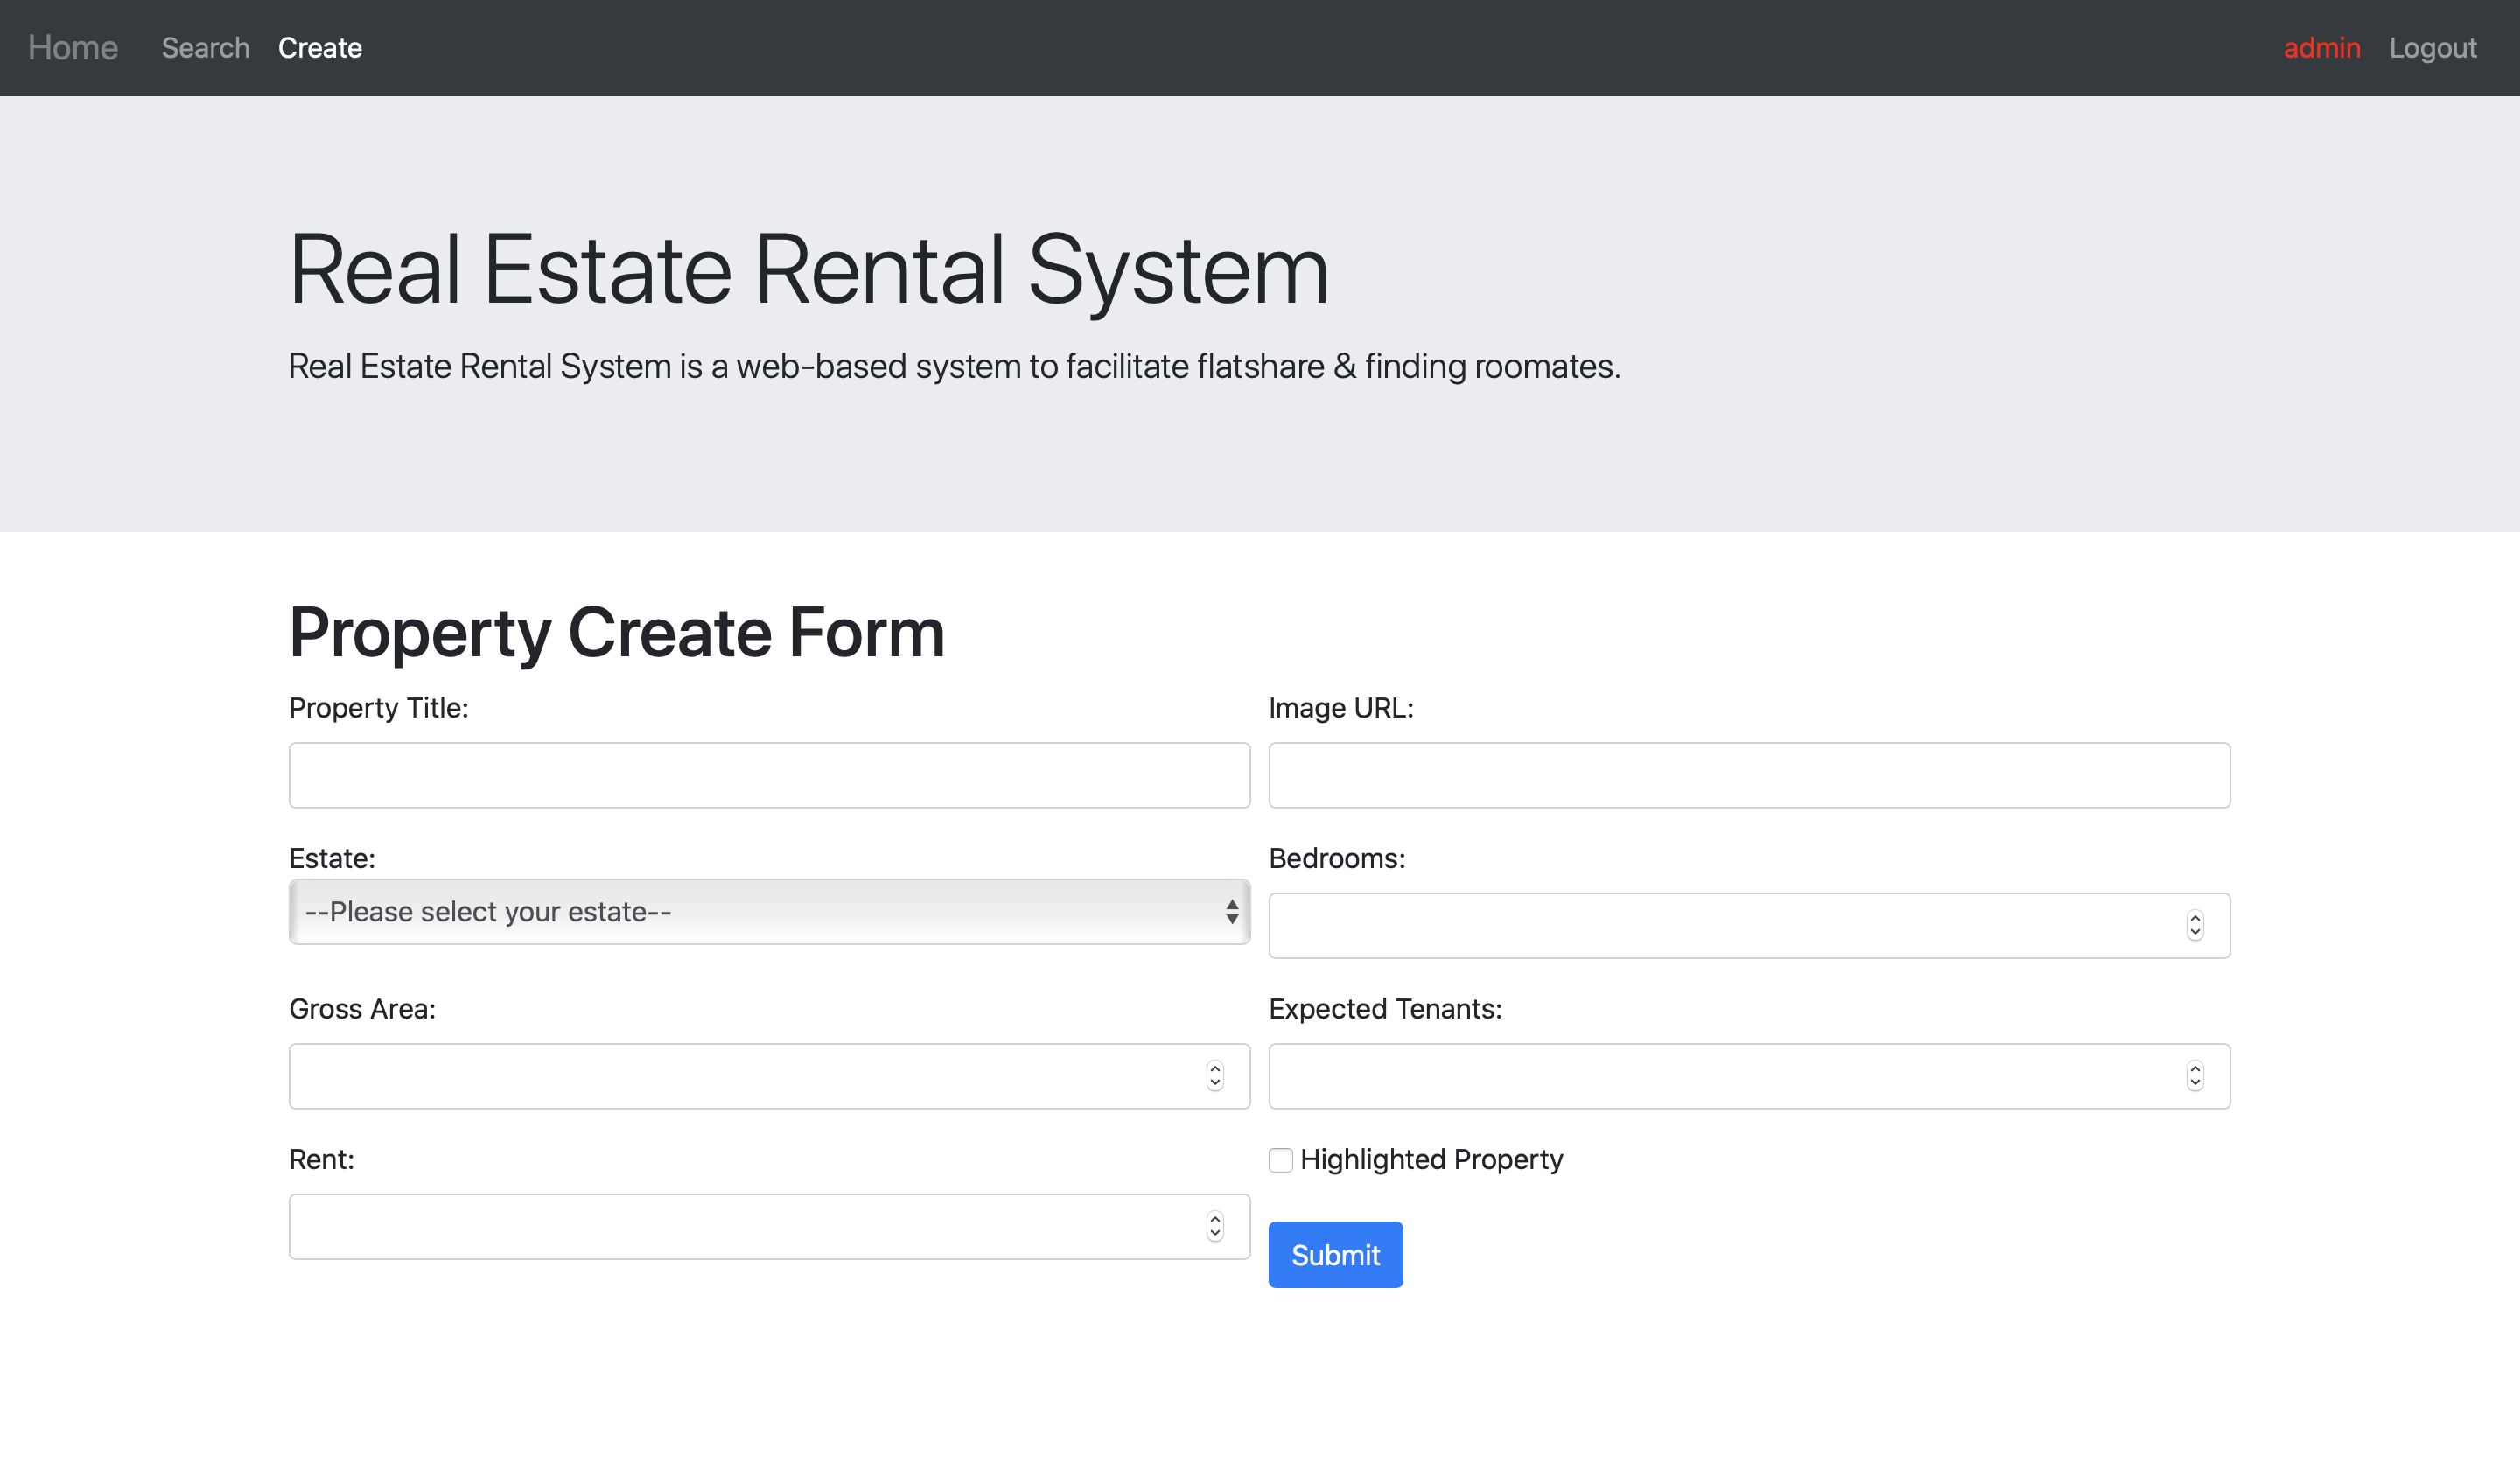 Home Search Create admin Logout
Real Estate Rental System
Real Estate Rental System is a web-based system to facilitate flatshare & finding roomates.
Property Create Form
Property Title: Image URL:
Estate: Bedrooms:
--Please select your estate--
Gross Area: Expected Tenants:
Rent: Highlighted Property
Submit